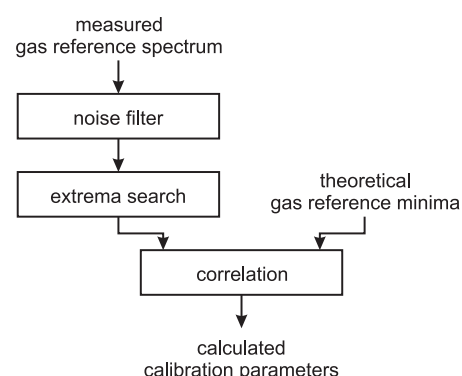 measured
gas reference spectrum
noise filter
extrema search
theoretical
gas reference minima
correlation
calculated
calibration parameters